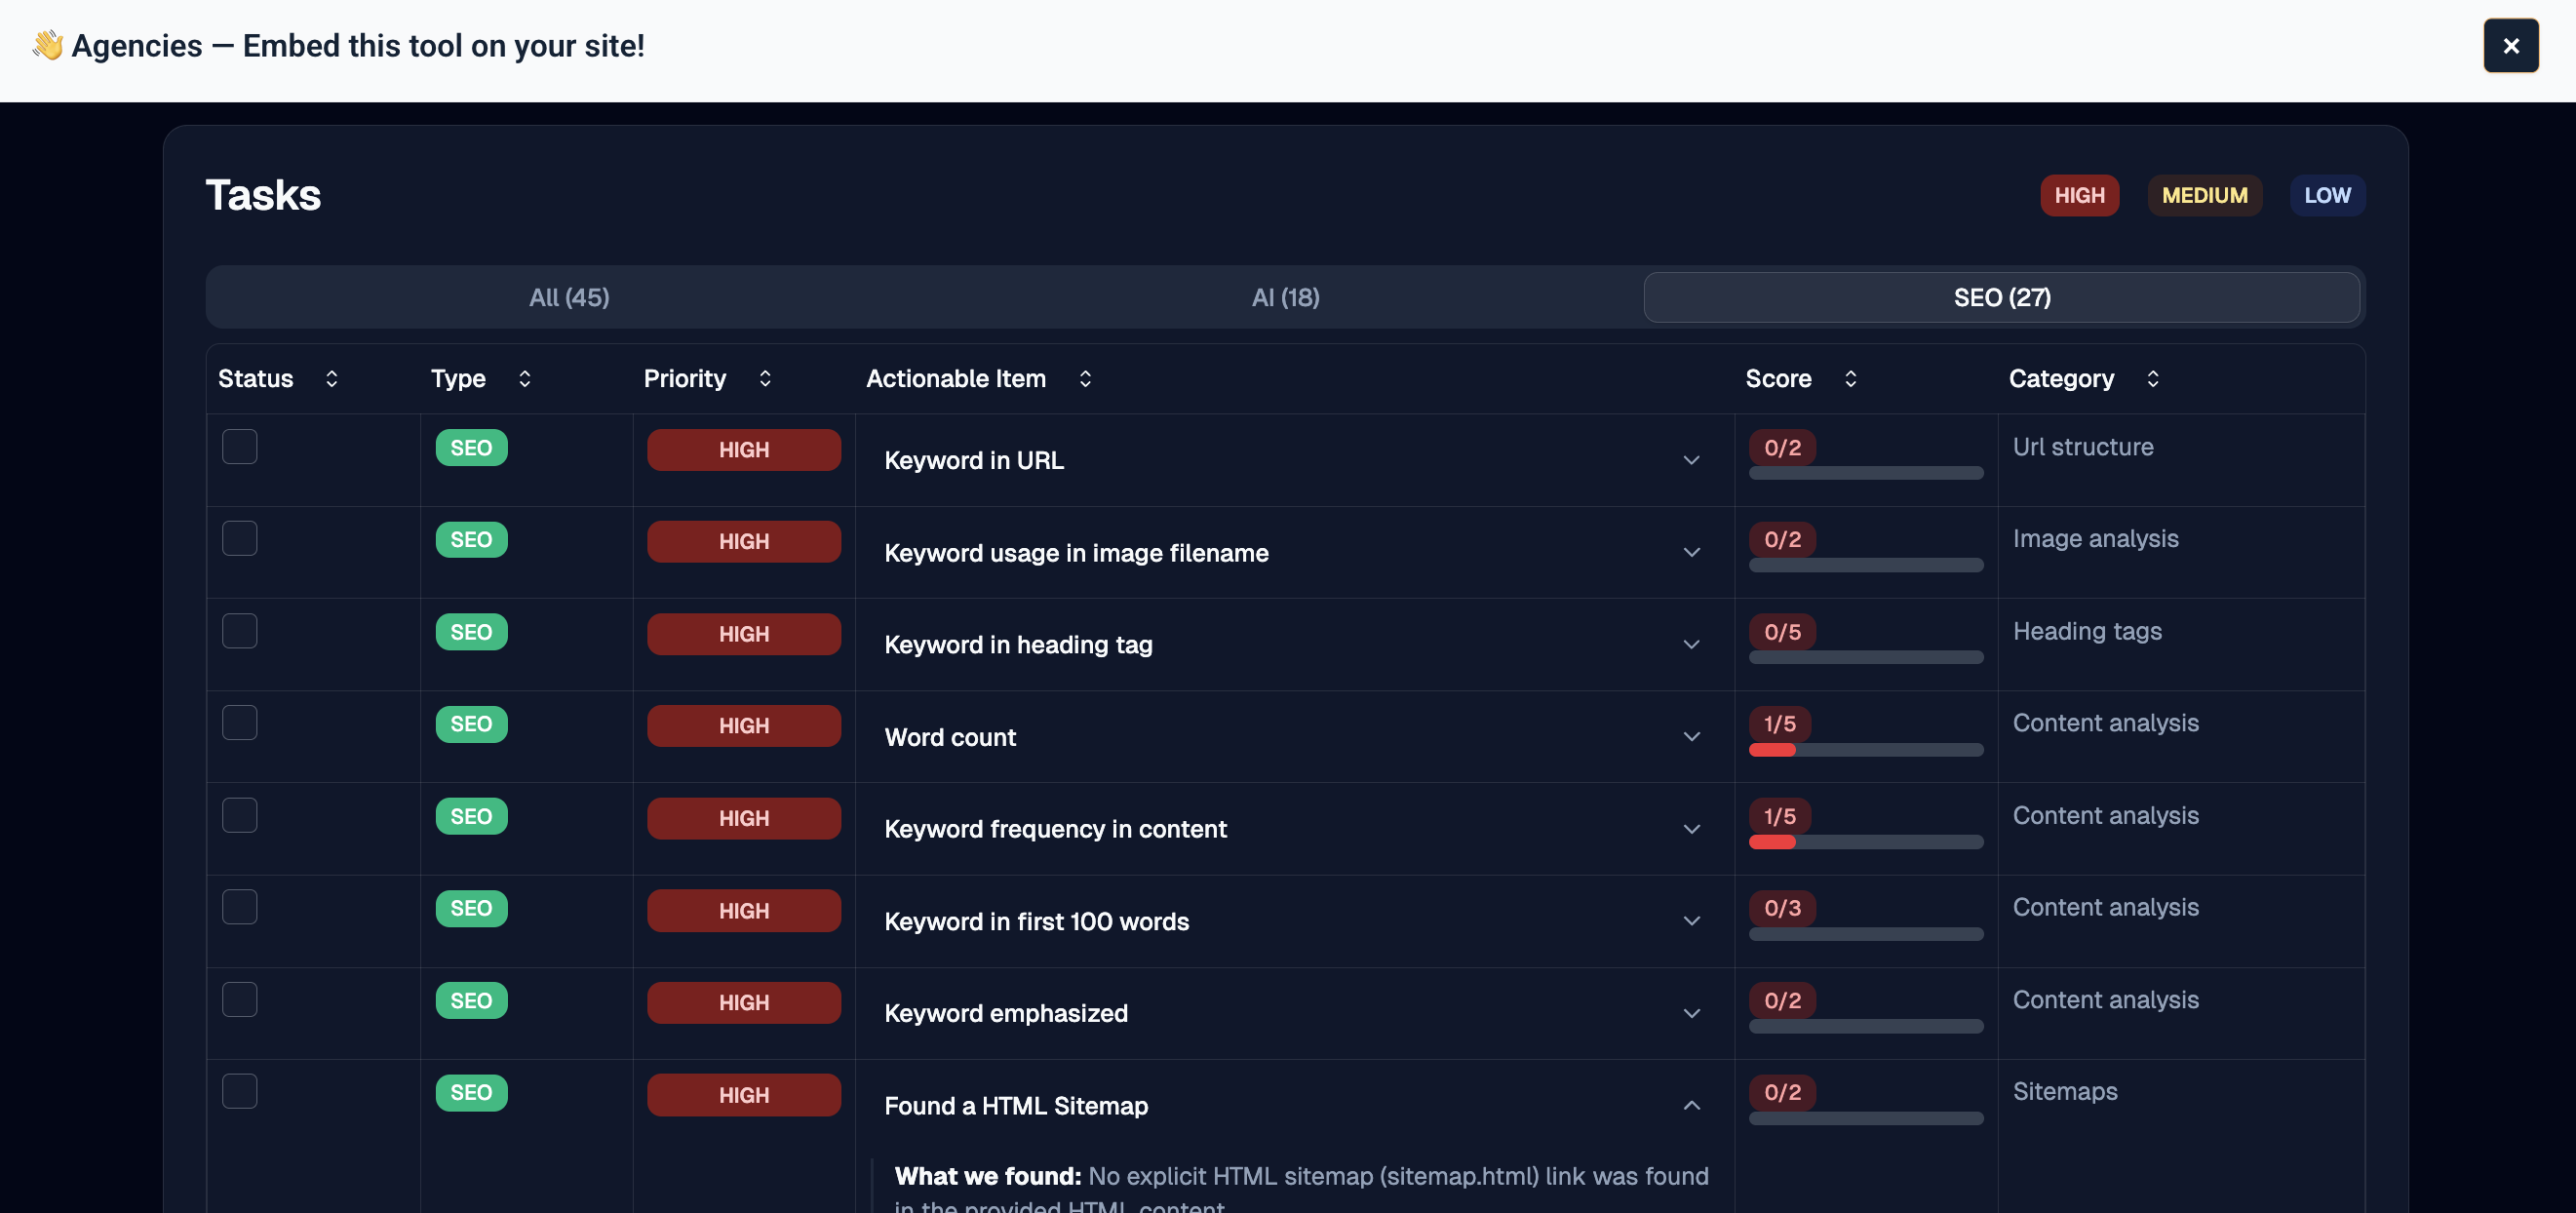 👋 Agencies — Embed this tool on your site!
×
Tasks
HIGH MEDIUM LOW
All (45) AI (18) SEO (27)
Status Type Priority Actionable Item Score Category
SEO HIGH Keyword in URL 0/2 Url structure
SEO HIGH Keyword usage in image filename 0/2 Image analysis
SEO HIGH Keyword in heading tag 0/5 Heading tags
SEO HIGH Word count 1/5 Content analysis
SEO HIGH Keyword frequency in content 1/5 Content analysis
SEO HIGH Keyword in first 100 words 0/3 Content analysis
SEO HIGH Keyword emphasized 0/2 Content analysis
SEO HIGH Found a HTML Sitemap 0/2 Sitemaps
What we found: No explicit HTML sitemap (sitemap.html) link was found
in the provided HTML content